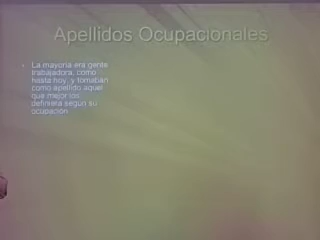 Apellidos Ocupacionales
La mayoría era gente
trabajadora, como
hasta hoy, y tomaban
como apellido aquel
que mejor los
definiera según su
ocupación.